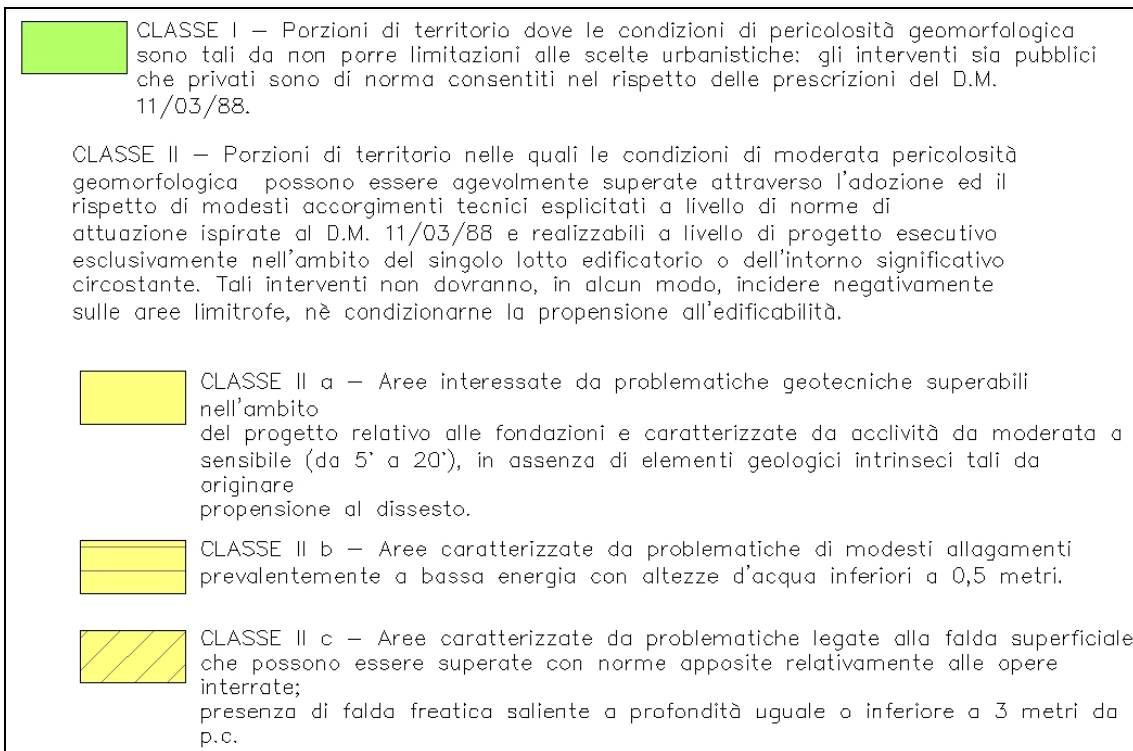 CLASSE I – Porzioni di territorio dove le condizioni di pericolosità geomorfologica
sono tali da non porre limitazioni alle scelte urbanistiche: gli interventi sia pubblici
che privati sono di norma consentiti nel rispetto delle prescrizioni del D.M.
11/03/88.
CLASSE II – Porzioni di territorio nelle quali le condizioni di moderata pericolosità
geomorfologica possono essere agevolmente superate attraverso l'adozione ed il
rispetto di modesti accorgimenti tecnici esplicitati a livello di norme di
attuazione ispirate al D.M. 11/03/88 e realizzabili a livello di progetto esecutivo
esclusivamente nell'ambito del singolo lotto edificatorio o dell'intorno significativo
circostante. Tali interventi non dovranno, in alcun modo, incidere negativamente
sulle aree limitrofe, nè condizionarne la propensione all'edificabilità.
CLASSE II a – Aree interessate da problematiche geotecniche superabili
nell'ambito
del progetto relativo alle fondazioni e caratterizzate da acclività da moderata a
sensibile (da 5° a 20°), in assenza di elementi geologici intrinseci tali da
originare
propensione al dissesto.
CLASSE II b – Aree caratterizzate da problematiche di modesti allagamenti
prevalentemente a bassa energia con altezze d'acqua inferiori a 0,5 metri.
CLASSE II c – Aree caratterizzate da problematiche legate alla falda superficiale
che possono essere superate con norme apposite relativamente alle opere
interrate;
presenza di falda freatica saliente a profondità uguale o inferiore a 3 metri da
p.c.